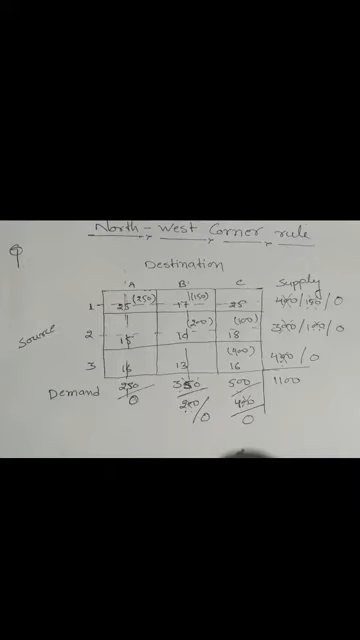 North-West Corner rule
Destination
A B C Supply
1 25 (250) 17 (150) 25 400/150/0
Source 2 15 (200) 10 (100) 18 300/100/0
3 16 13 (400) 16 400/0
Demand 250 350 500 1100
0 200/0 400
0